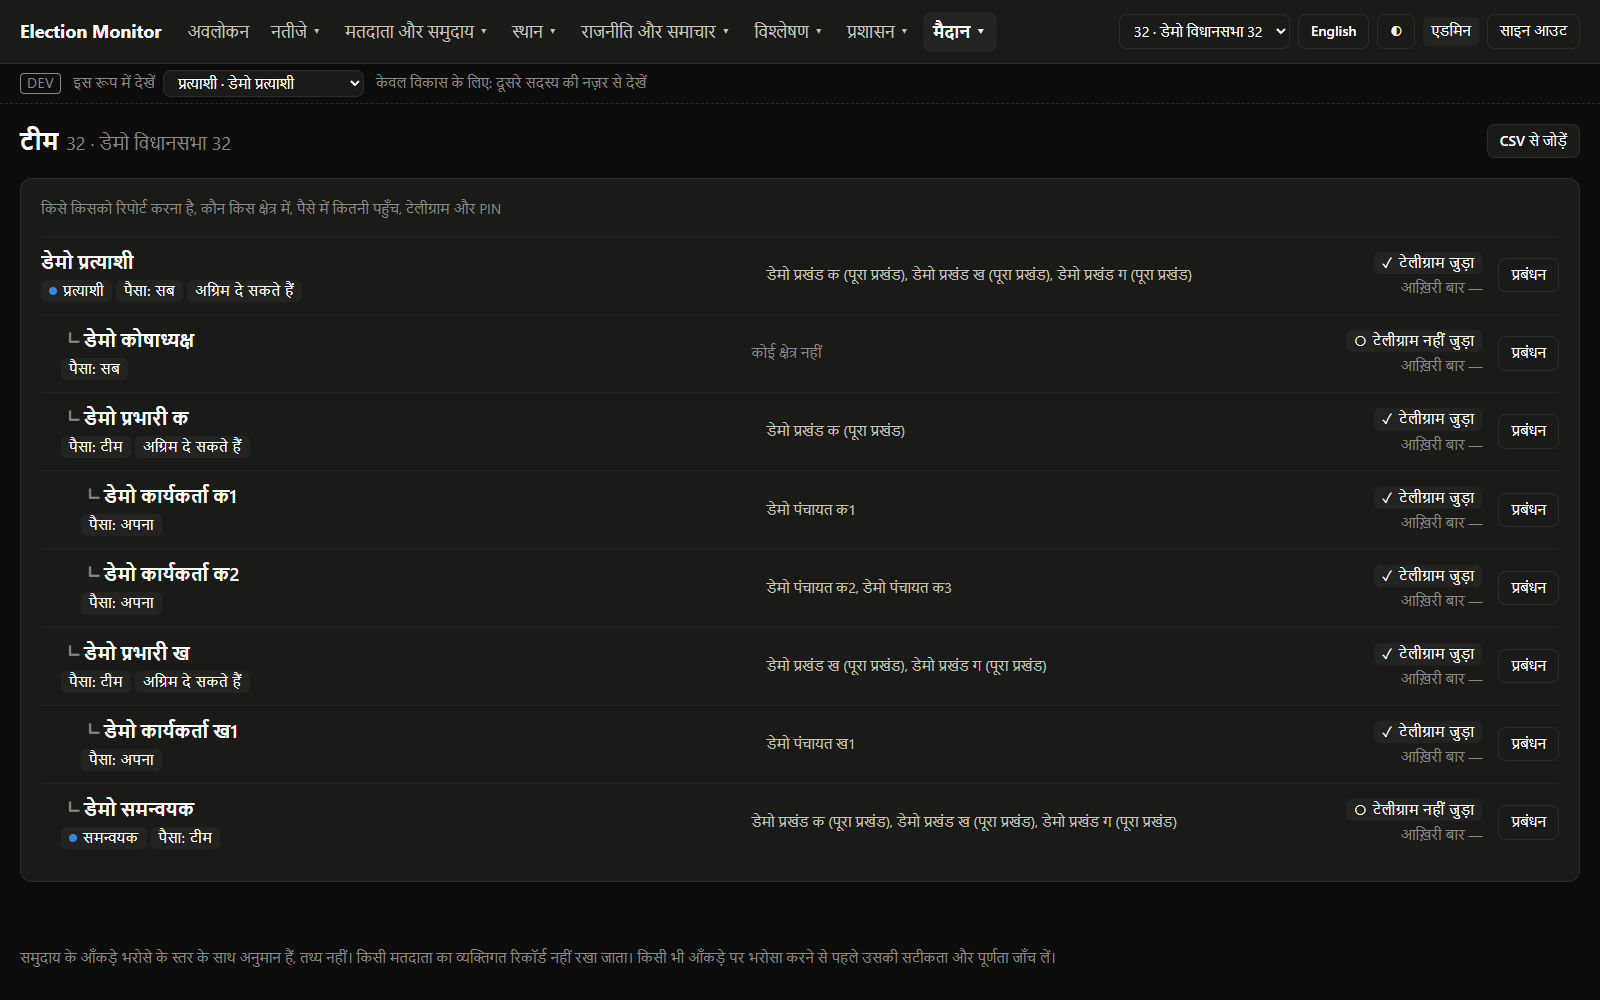 Election Monitor अवलोकन नतीजे ▾ मतदाता और समुदाय ▾ स्थान ▾ राजनीति और समाचार ▾ विश्लेषण ▾ प्रशासन ▾ मैदान ▾ 32 · डेमो विधानसभा 32 English एडमिन साइन आउट
DEV इस रूप में देखें प्रत्याशी · डेमो प्रत्याशी केवल विकास के लिए: दूसरे सदस्य की नज़र से देखें
टीम 32 · डेमो विधानसभा 32 CSV से जोड़ें
किसे किसको रिपोर्ट करना है, कौन किस क्षेत्र में, पैसे में कितनी पहुँच, टेलीग्राम और PIN
डेमो प्रत्याशी
प्रत्याशी पैसा: सब अग्रिम दे सकते हैं
डेमो प्रखंड क (पूरा प्रखंड), डेमो प्रखंड ख (पूरा प्रखंड), डेमो प्रखंड ग (पूरा प्रखंड)
✓ टेलीग्राम जुड़ा
आख़िरी बार —
प्रबंधन
└ डेमो कोषाध्यक्ष
पैसा: सब
कोई क्षेत्र नहीं
○ टेलीग्राम नहीं जुड़ा
आख़िरी बार —
प्रबंधन
└ डेमो प्रभारी क
पैसा: टीम अग्रिम दे सकते हैं
डेमो प्रखंड क (पूरा प्रखंड)
✓ टेलीग्राम जुड़ा
आख़िरी बार —
प्रबंधन
└ डेमो कार्यकर्ता क1
पैसा: अपना
डेमो पंचायत क1
✓ टेलीग्राम जुड़ा
आख़िरी बार —
प्रबंधन
└ डेमो कार्यकर्ता क2
पैसा: अपना
डेमो पंचायत क2, डेमो पंचायत क3
✓ टेलीग्राम जुड़ा
आख़िरी बार —
प्रबंधन
└ डेमो प्रभारी ख
पैसा: टीम अग्रिम दे सकते हैं
डेमो प्रखंड ख (पूरा प्रखंड), डेमो प्रखंड ग (पूरा प्रखंड)
✓ टेलीग्राम जुड़ा
आख़िरी बार —
प्रबंधन
└ डेमो कार्यकर्ता ख1
पैसा: अपना
डेमो पंचायत ख1
✓ टेलीग्राम जुड़ा
आख़िरी बार —
प्रबंधन
└ डेमो समन्वयक
समन्वयक पैसा: टीम
डेमो प्रखंड क (पूरा प्रखंड), डेमो प्रखंड ख (पूरा प्रखंड), डेमो प्रखंड ग (पूरा प्रखंड)
○ टेलीग्राम नहीं जुड़ा
आख़िरी बार —
प्रबंधन
समुदाय के आँकड़े भरोसे के स्तर के साथ अनुमान हैं, तथ्य नहीं। किसी मतदाता का व्यक्तिगत रिकॉर्ड नहीं रखा जाता। किसी भी आँकड़े पर भरोसा करने से पहले उसकी सटीकता और पूर्णता जाँच लें।